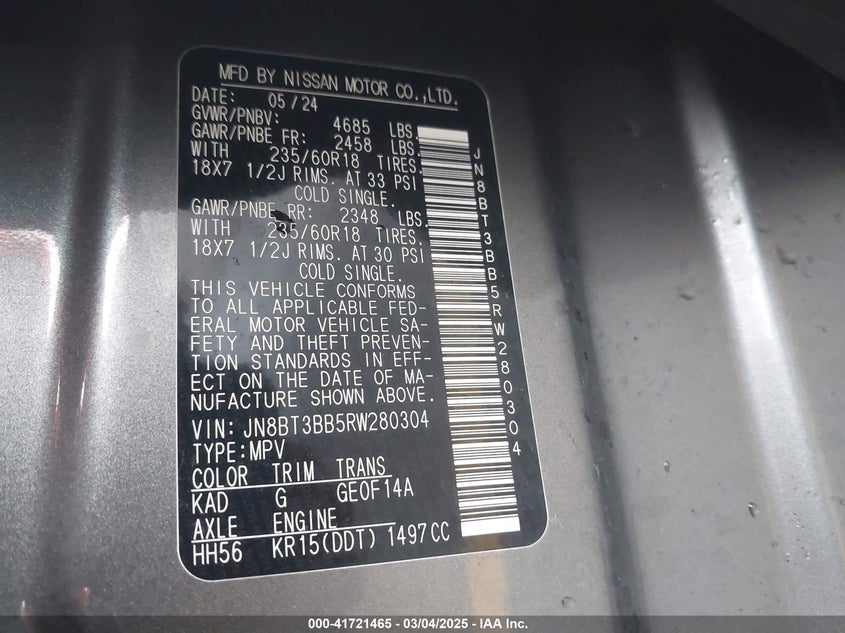 MFD BY NISSAN MOTOR CO.,LTD.
DATE: 05/24
GVWR/PNBV: 4685 LBS.
GAWR/PNBE FR: 2458 LBS.
WITH 235/60R18 TIRES.
18X7 1/2J RIMS. AT 33 PSI
COLD SINGLE.
GAWR/PNBE RR: 2348 LBS.
WITH 235/60R18 TIRES.
18X7 1/2J RIMS. AT 30 PSI
COLD SINGLE.
THIS VEHICLE CONFORMS
TO ALL APPLICABLE FED-
ERAL MOTOR VEHICLE SA-
FETY AND THEFT PREVEN-
TION STANDARDS IN EFF-
ECT ON THE DATE OF MA-
NUFACTURE SHOWN ABOVE.
VIN: JN8BT3BB5RW280304
TYPE:MPV
COLOR TRIM TRANS
KAD G GE0F14A
AXLE ENGINE
HH56 KR15(DDT) 1497CC
JN8BT3BB5RW280304
000-41721465 - 03/04/2025 - IAA Inc.